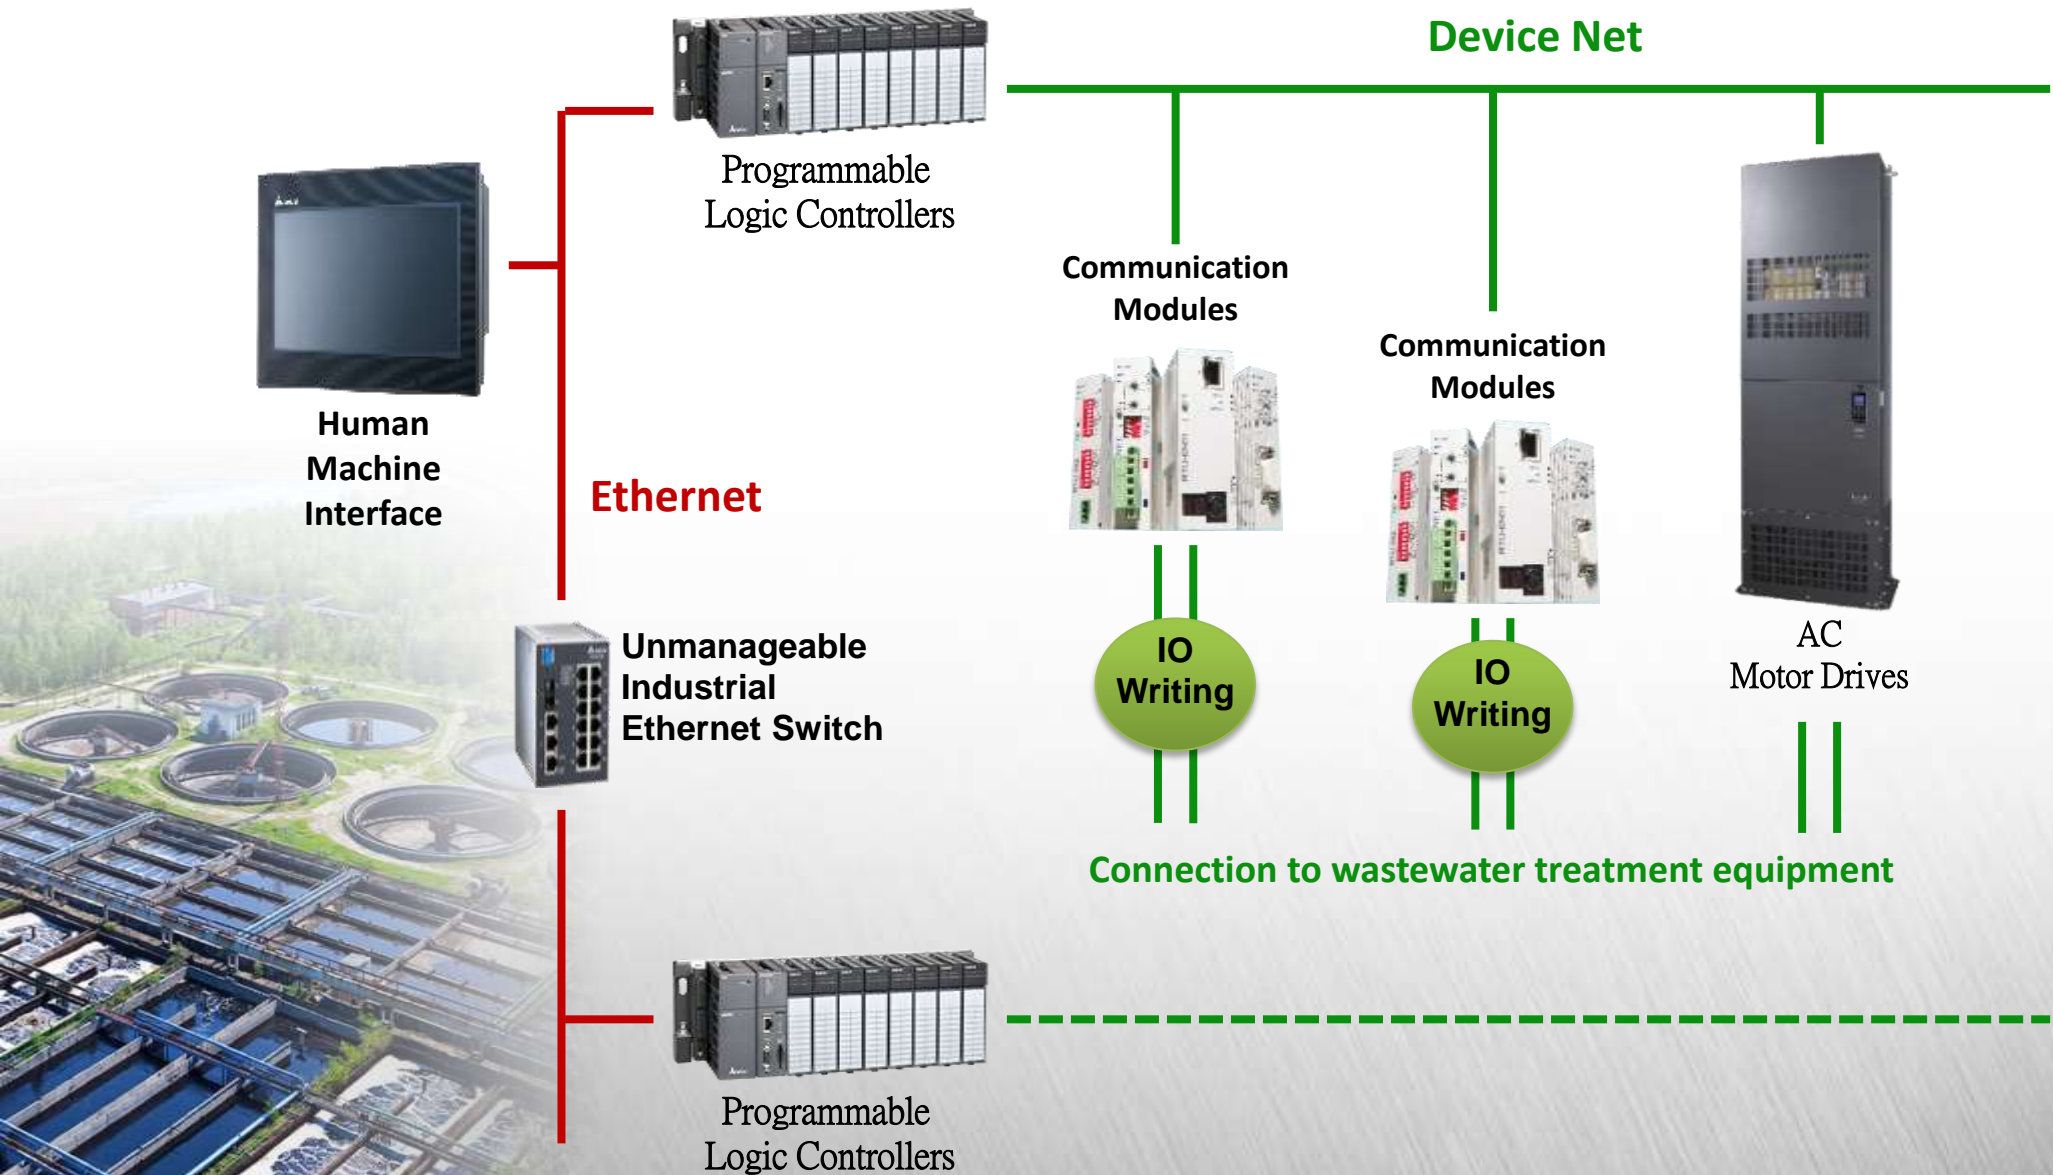 Device Net
Programmable
Logic Controllers
Communication
Modules
Communication
Modules
Human
Machine
Interface
Ethernet
Unmanageable
Industrial
Ethernet Switch
IO
Writing
IO
Writing
AC
Motor Drives
Connection to wastewater treatment equipment
Programmable
Logic Controllers